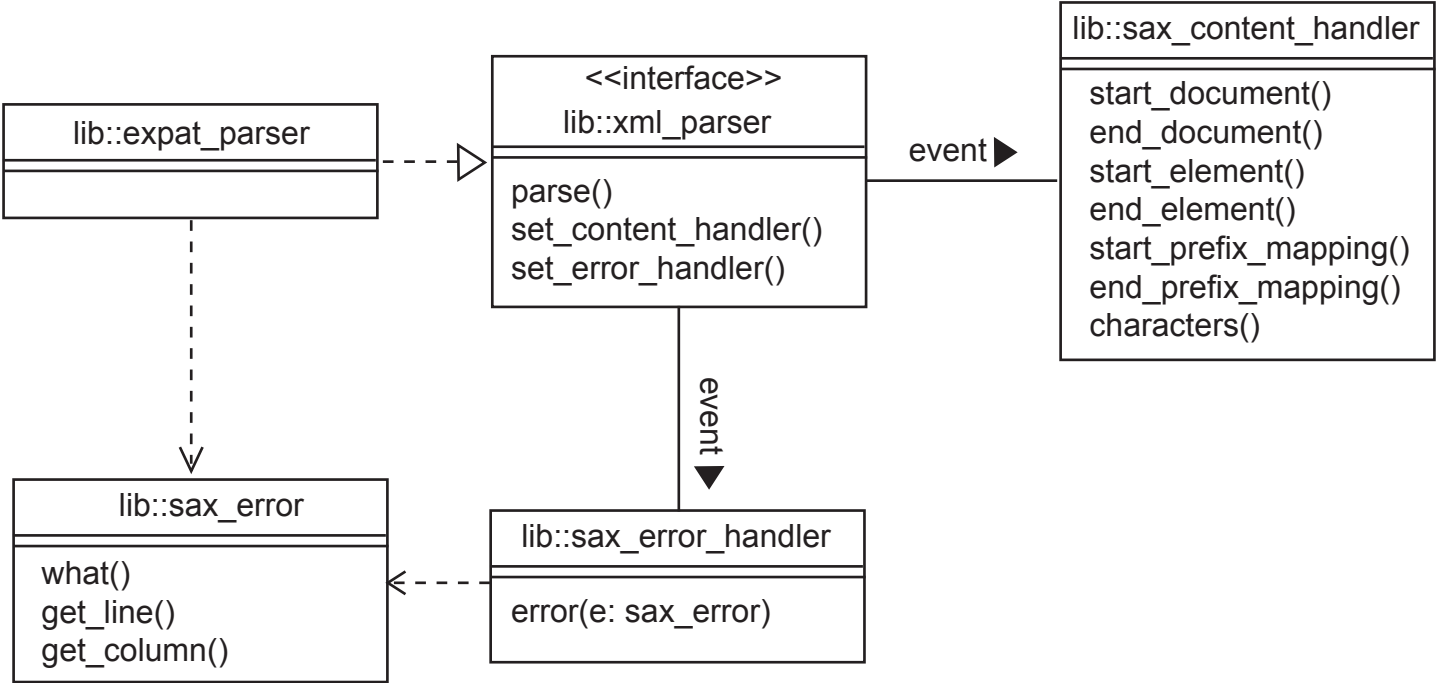 lib::expat_parser
<<interface>>
lib::xml_parser
parse()
set_content_handler()
set_error_handler()
event
lib::sax_content_handler
start_document()
end_document()
start_element()
end_element()
start_prefix_mapping()
end_prefix_mapping()
characters()
event
lib::sax_error
what()
get_line()
get_column()
lib::sax_error_handler
error(e: sax_error)